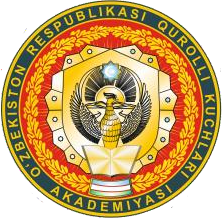 O'ZBEKISTON RESPUBLIKASI QUROLLI KUCHLARI
AKADEMIYASI